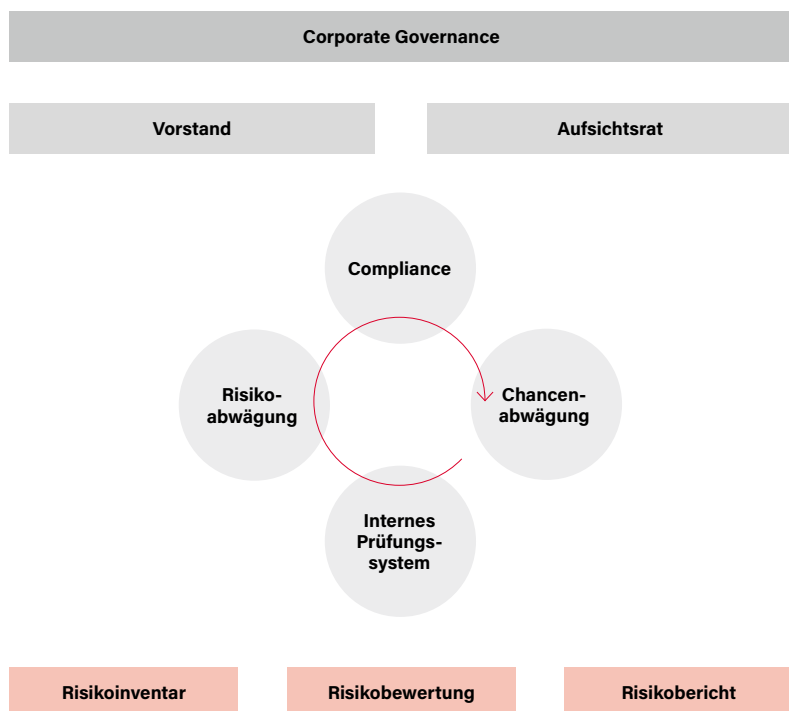 Corporate Governance
Vorstand
Aufsichtsrat
Compliance
Risiko-
abwägung
Chancen-
abwägung
Internes
Prüfungs-
system
Risikoinventar
Risikobewertung
Risikobericht